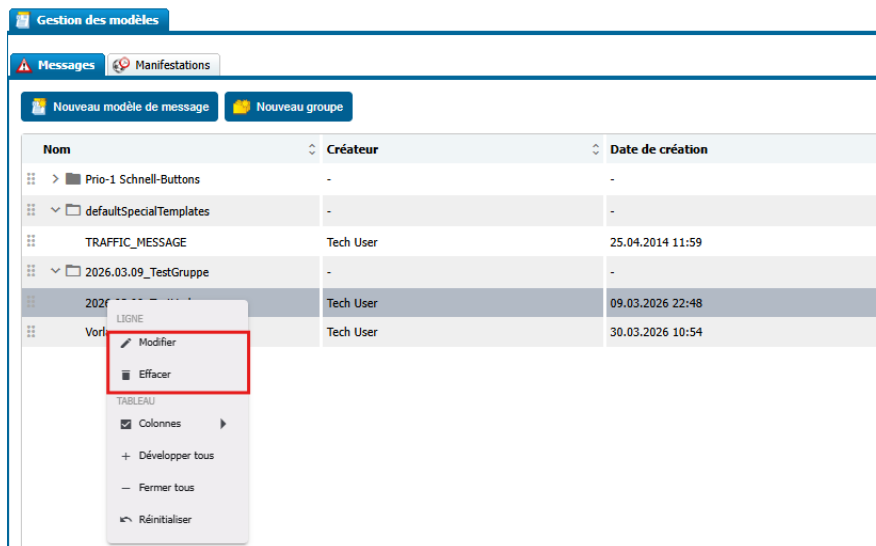 Gestion des modèles
Messages Manifestations
Nouveau modèle de message Nouveau groupe
Nom Créateur Date de création
Prio-1 Schnell-Buttons - -
defaultSpecialTemplates - -
TRAFFIC_MESSAGE Tech User 25.04.2014 11:59
2026.03.09_TestGruppe - -
Tech User 09.03.2026 22:48
LIGNE
Tech User 30.03.2026 10:54
Modifier
Effacer
TABLEAU
Colonnes
Développer tous
Fermer tous
Réinitialiser